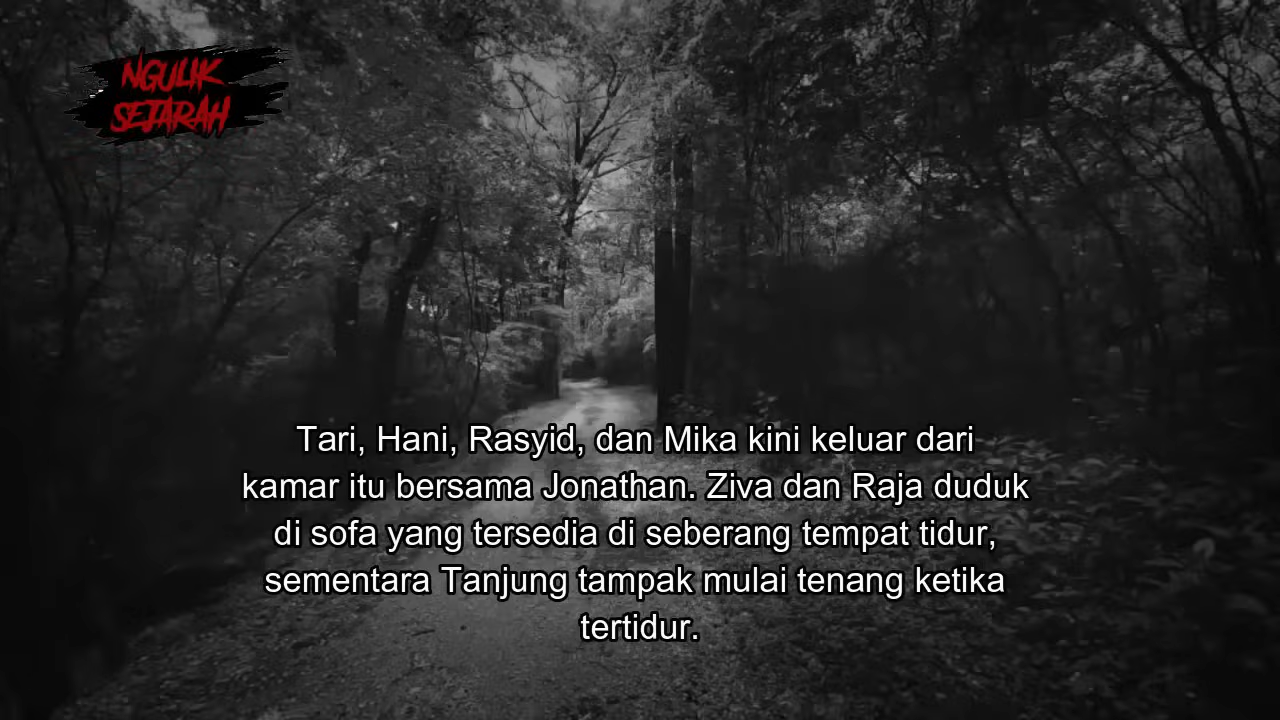 NGULIK
SEJARAH
Tari, Hani, Rasyid, dan Mika kini keluar dari
kamar itu bersama Jonathan. Ziva dan Raja duduk
di sofa yang tersedia di seberang tempat tidur,
sementara Tanjung tampak mulai tenang ketika
tertidur.